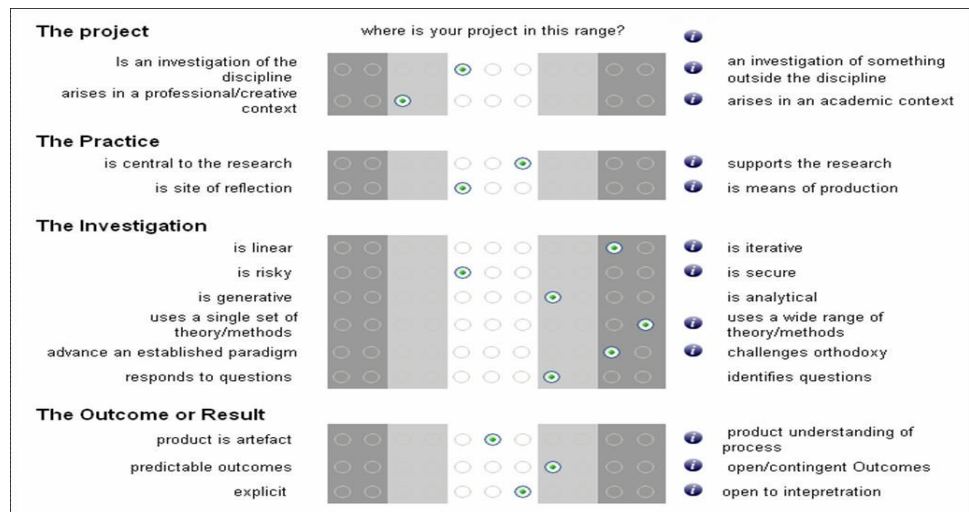 The project where is your project in this range?
Is an investigation of the an investigation of something
discipline outside the discipline
arises in a professional/creative
context arises in an academic context
The Practice
is central to the research supports the research
is site of reflection is means of production
The Investigation
is linear is iterative
is risky is secure
is generative is analytical
uses a single set of uses a wide range of
theory/methods theory/methods
advance an established paradigm challenges orthodoxy
responds to questions identifies questions
The Outcome or Result
product is artefact product understanding of
process
predictable outcomes open/contingent Outcomes
explicit open to intepretration